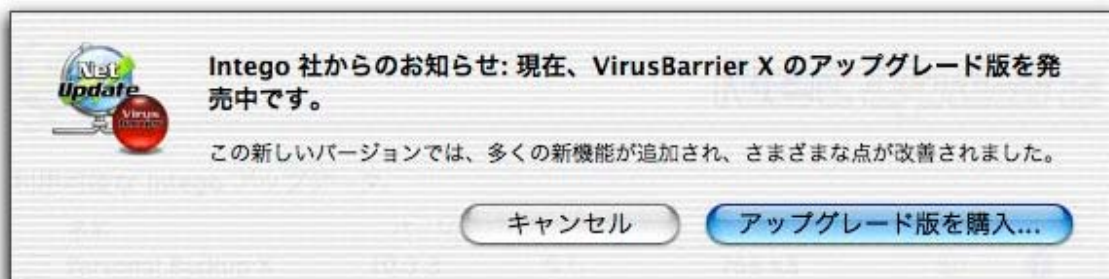 Net
Update
Virus
Barrier
Intego 社からのお知らせ: 現在、VirusBarrier X のアップグレード版を発
売中です。
この新しいバージョンでは、多くの新機能が追加され、さまざまな点が改善されました。
キャンセル
アップグレード版を購入...